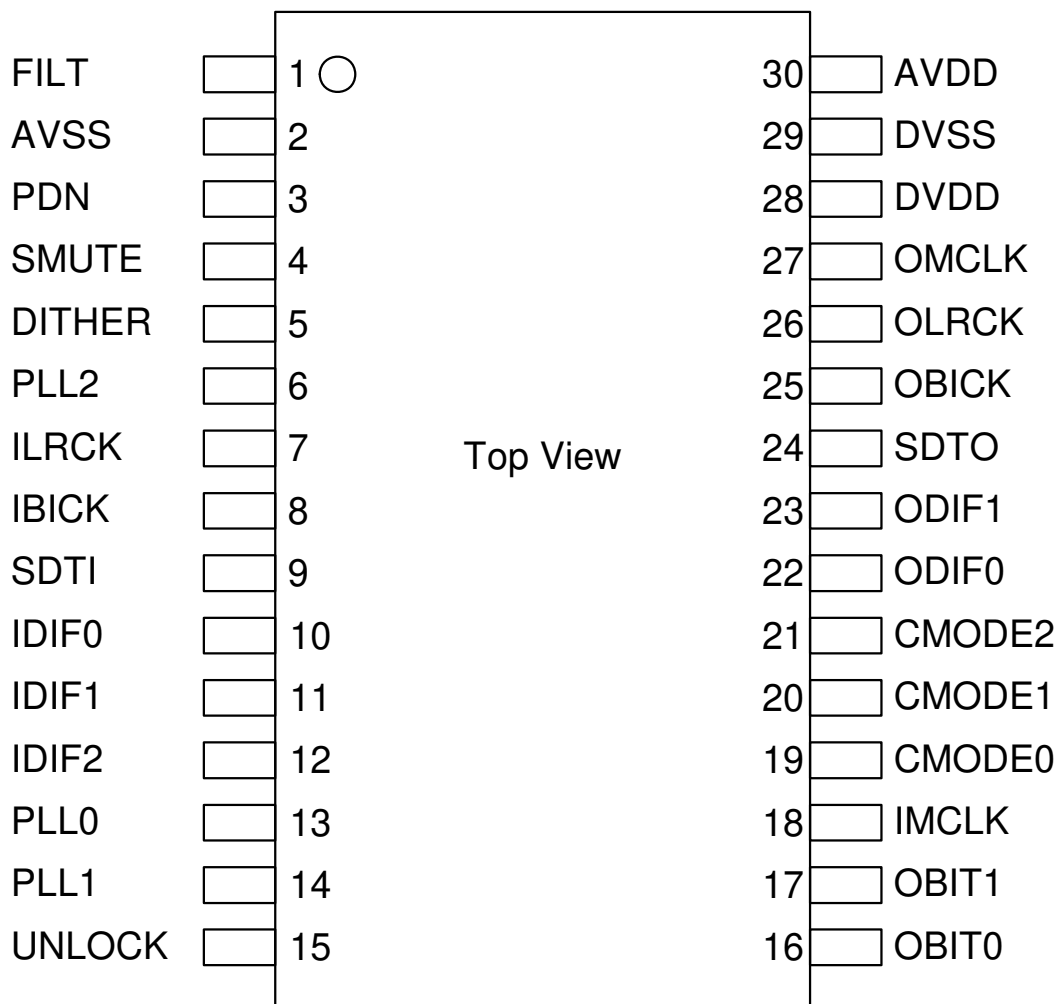 FILT 1 30 AVDD
AVSS 2 29 DVSS
PDN 3 28 DVDD
SMUTE 4 27 OMCLK
DITHER 5 26 OLRCK
PLL2 6 25 OBICK
ILRCK 7 Top View 24 SDTO
IBICK 8 23 ODIF1
SDTI 9 22 ODIF0
IDIF0 10 21 CMODE2
IDIF1 11 20 CMODE1
IDIF2 12 19 CMODE0
PLL0 13 18 IMCLK
PLL1 14 17 OBIT1
UNLOCK 15 16 OBIT0